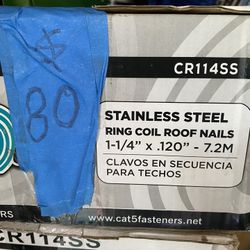 $
80
CR114SS
STAINLESS STEEL
RING COIL ROOF NAILS
1-1/4” x .120” - 7.2M
CLAVOS EN SECUENCIA
PARA TECHOS
ERS
www.cat5fasteners.net
CR114SS